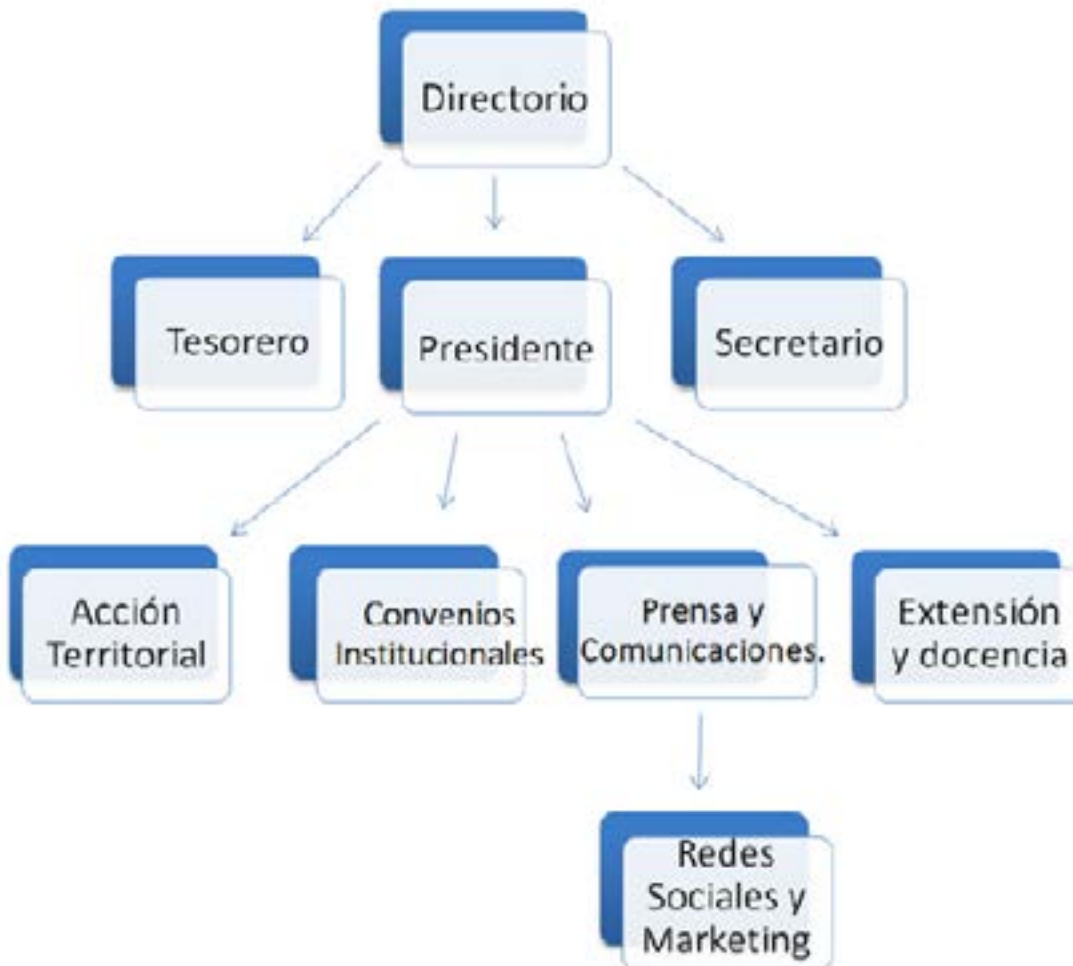 Directorio
Tesorero
Presidente
Secretario
Acción
Territorial
Convenios
Institucionales
Prensa y
Comunicaciones.
Extensión
y docencia
Redes
Sociales y
Marketing